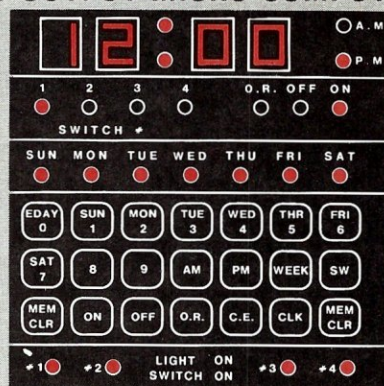 12:00
A.M
P.M
1 2 3 4 O.R. OFF ON
SWITCH #
SUN MON TUE WED THU FRI SAT
EDAY 0 SUN 1 MON 2 TUE 3 WED 4 THR 5 FRI 6
SAT 7 8 9 AM PM WEEK SW
MEM CLR ON OFF O.R. C.E. CLK MEM CLR
#1 #2 LIGHT ON #3 #4
SWITCH ON